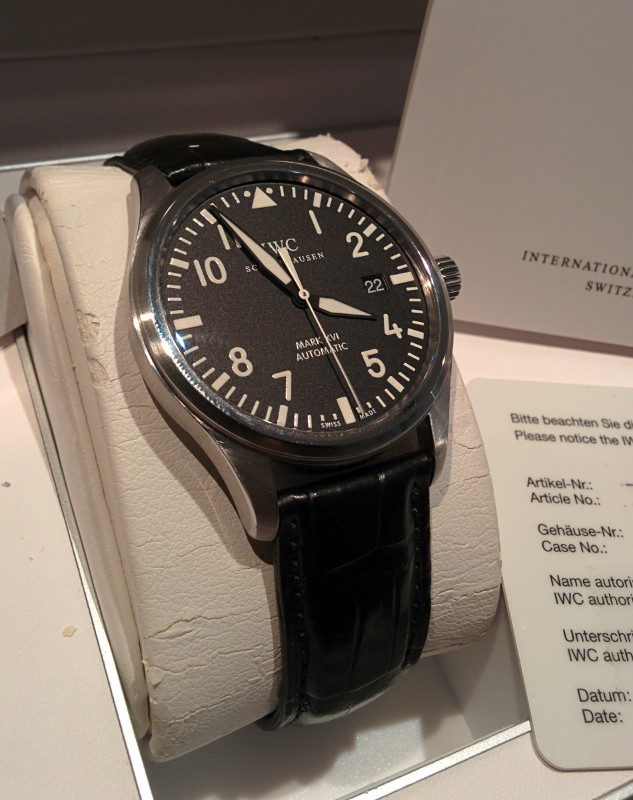 11
1
IWC
2
10
22
4
MARK XVI
AUTOMATIC
8
7
5
SWISS MADE
INTERNATIONA
SWITZ
Bitte beachten Sie di
Please notice the IW
Artikel-Nr.:
Article No.:
Gehäuse-Nr.:
Case No.:
Name autori
IWC authori
Unterschri
IWC auth
Datum:
Date: